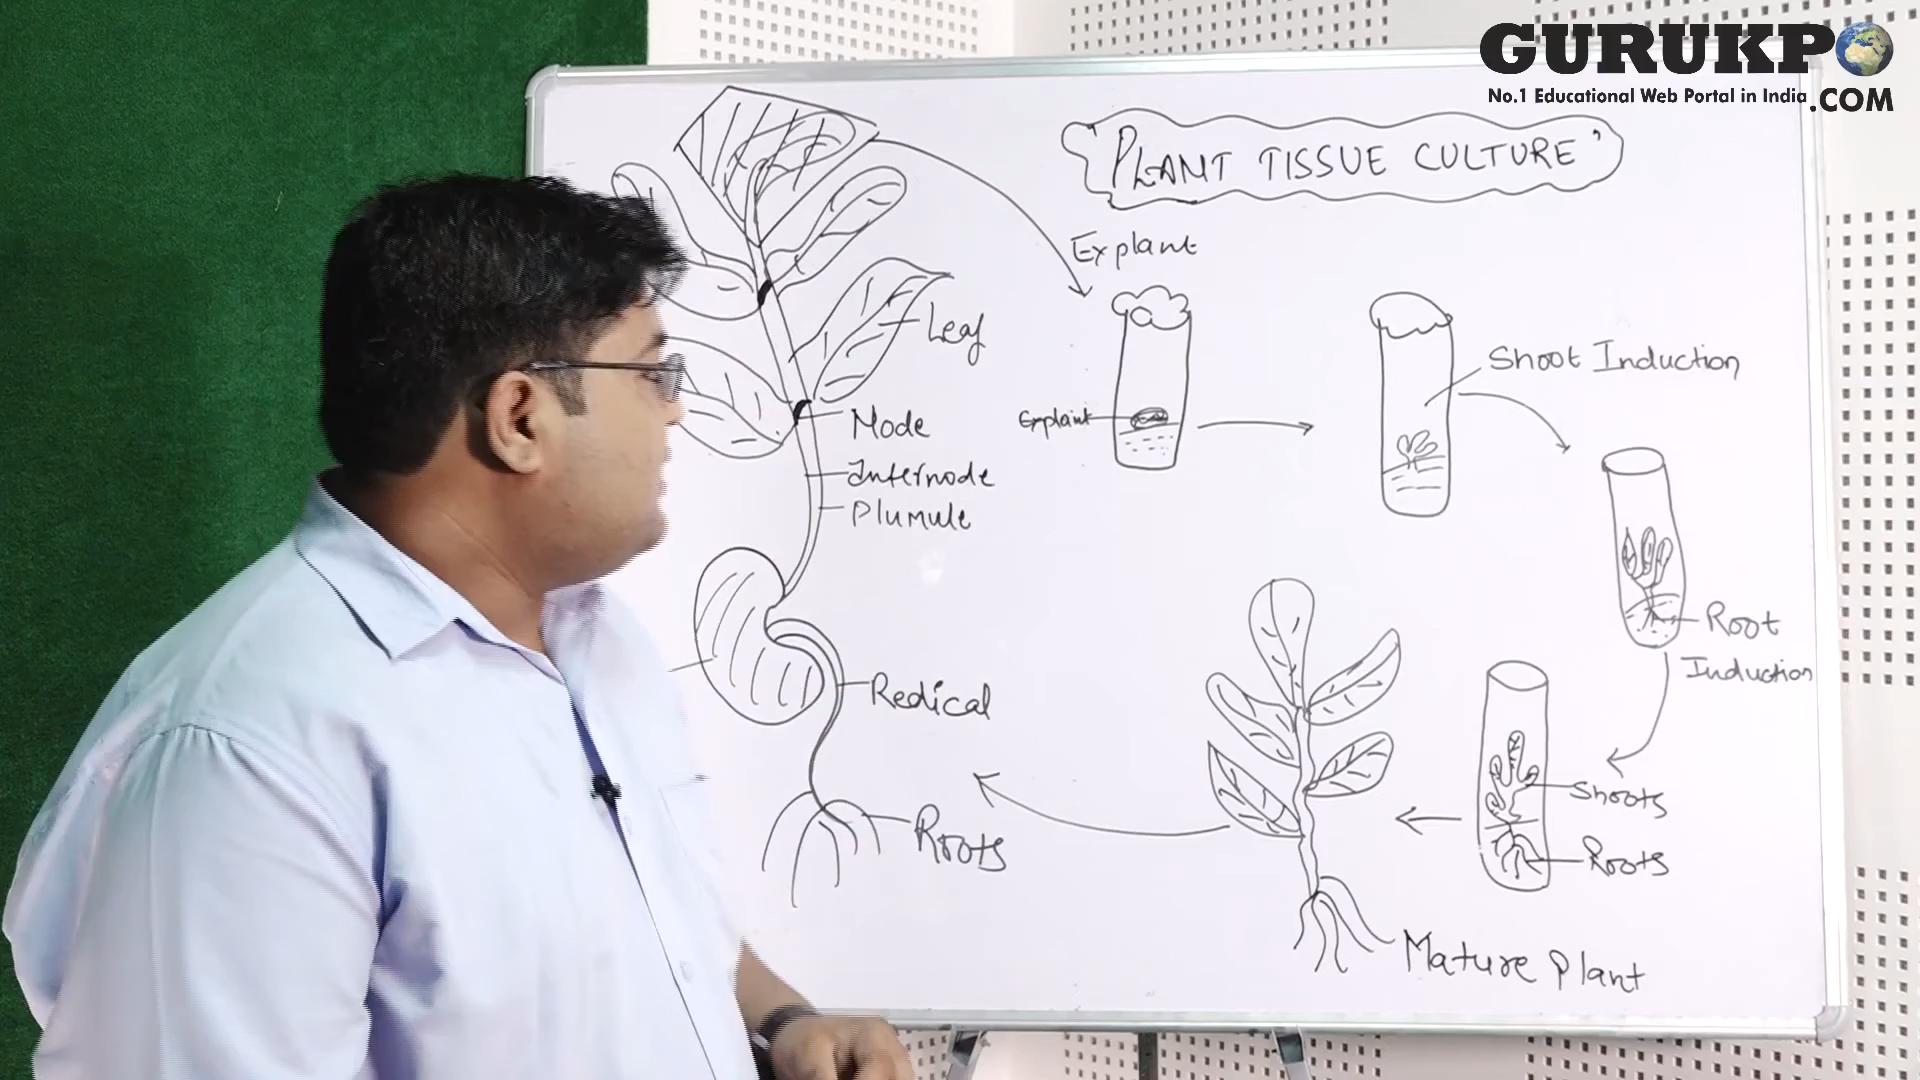 GURUKPO
No.1 Educational Web Portal in India .COM
"PLANT TISSUE CULTURE"
Explant
Leaf
Shoot Induction
Explant
Node
Internode
Plumule
Root
Induction
Redical
Shoots
Roots
Roots
Mature Plant